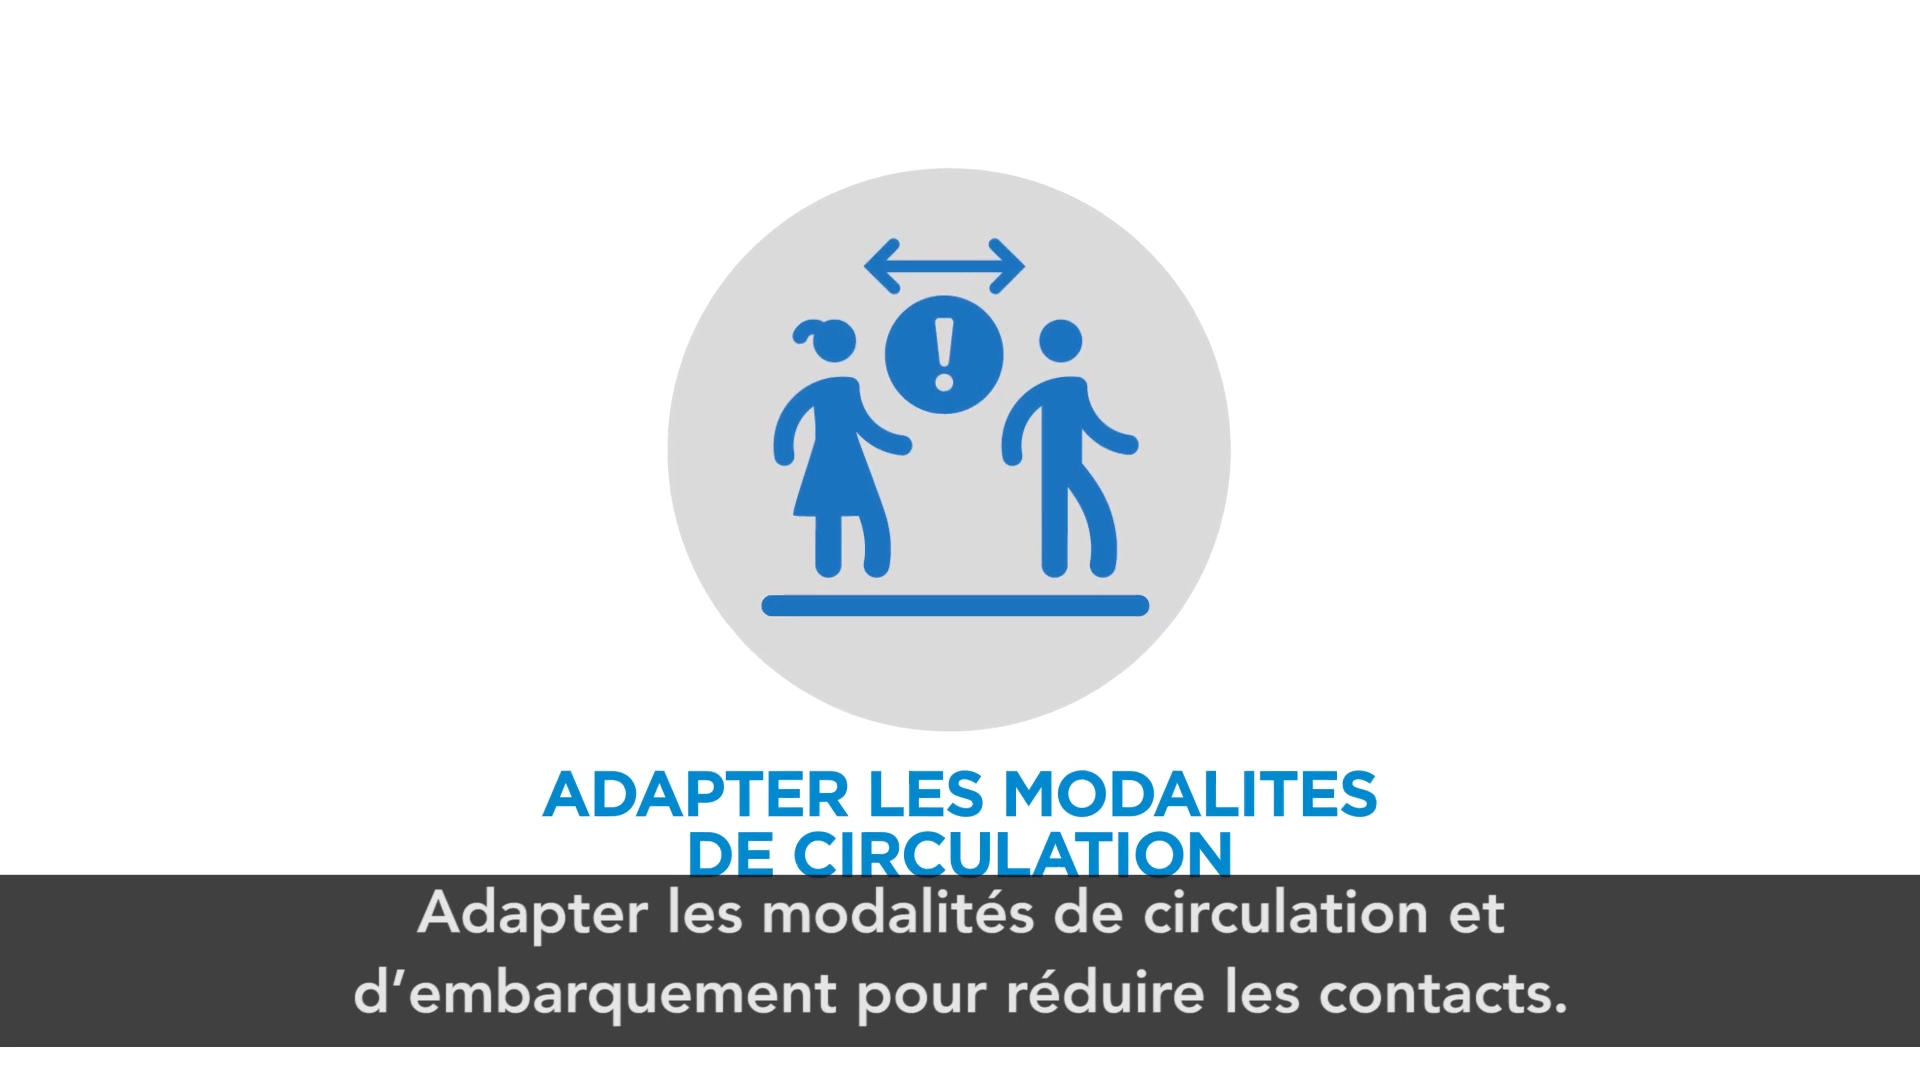 !
ADAPTER LES MODALITES
DE CIRCULATION
Adapter les modalités de circulation et
d’embarquement pour réduire les contacts.